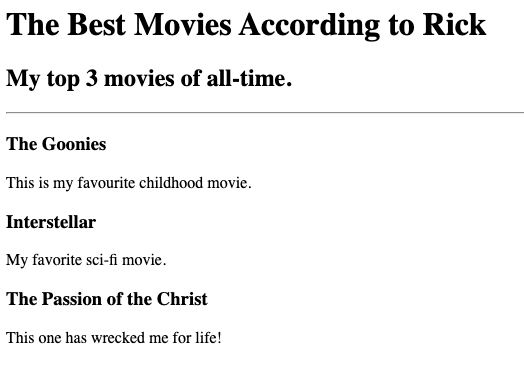 The Best Movies According to Rick
My top 3 movies of all-time.
The Goonies
This is my favourite childhood movie.
Interstellar
My favorite sci-fi movie.
The Passion of the Christ
This one has wrecked me for life!